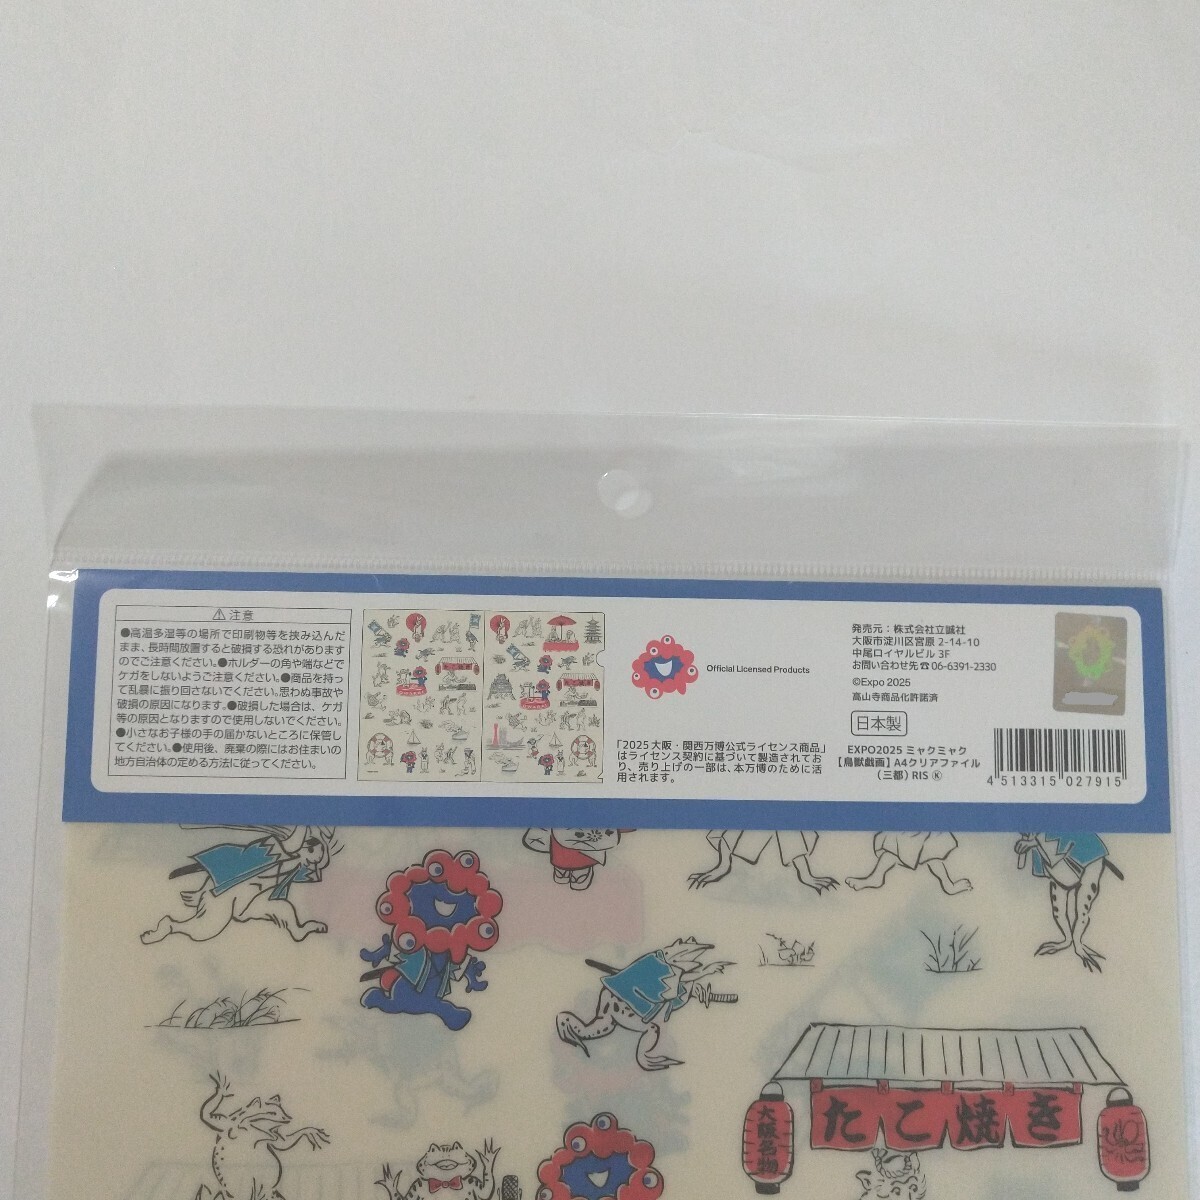 ⚠注意
●高温多湿等の場所で印刷物等を挟み込んだ
まま、長時間放置すると破損する恐れがあります
のでご注意ください。●ホルダーの角や端などで
ケガをしないようご注意ください。●商品を持っ
て乱暴に振り回さないでください。思わぬ事故や
破損の原因になります。●破損した場合は、ケガ
等の原因となりますので使用しないでください。
●小さなお子様の手の届かないところに保管し
てください。●使用後、廃棄の際にはお住まいの
地方自治体の定める方法に従ってください。
Official Licensed Products
「2025 大阪・関西万博公式ライセンス商品」
はライセンス契約に基づいて製造されてお
り、売り上げの一部は、本万博のために活
用されます。
発売元：株式会社立誠社
大阪市淀川区宮原 2-14-10
中尾ロイヤルビル 3F
お問い合わせ先☎06-6391-2330
©Expo 2025
高山寺商品化許諾済
日本製
EXPO2025 ミャクミャク
【鳥獣戯画】A4クリアファイル
（三都）RIS Ⓚ
4 513315 027915
たこ焼き
大阪名物